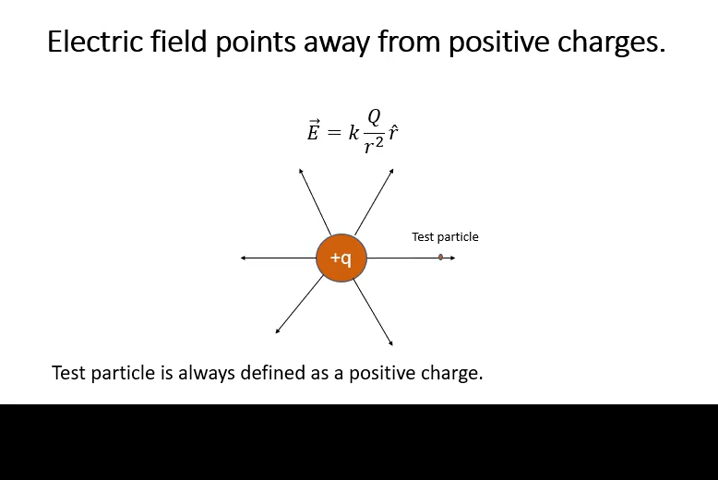 Electric field points away from positive charges.
$\vec{E} = k\frac{Q}{r^2}\hat{r}$
Test particle
+q
Test particle is always defined as a positive charge.